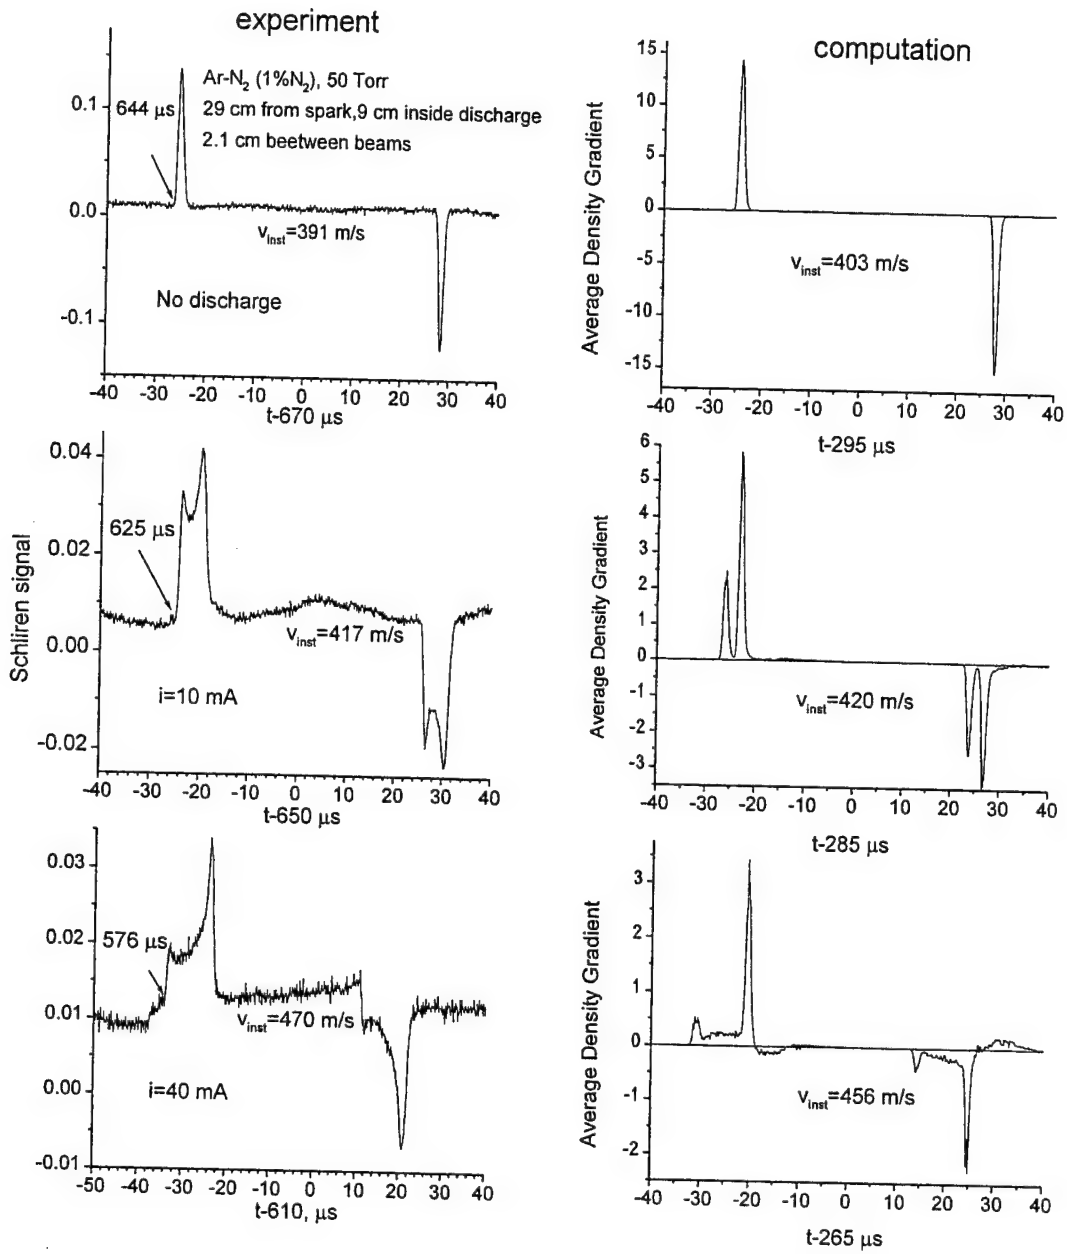 experiment
computation
Ar-N₂ (1%N₂), 50 Torr
29 cm from spark,9 cm inside discharge
2.1 cm beetween beams
644 μs
0.1
0.0
-0.1
v_inst=391 m/s
No discharge
-40 -30 -20 -10 0 10 20 30 40
t-670 μs
Average Density Gradient
15
10
5
0
-5
-10
-15
v_inst=403 m/s
-40 -30 -20 -10 0 10 20 30 40
t-295 μs
Schliren signal
0.04
0.02
0.00
-0.02
625 μs
v_inst=417 m/s
i=10 mA
-40 -30 -20 -10 0 10 20 30 40
t-650 μs
Average Density Gradient
6
5
4
3
2
1
0
-1
-2
-3
v_inst=420 m/s
-40 -30 -20 -10 0 10 20 30 40
t-285 μs
0.03
0.02
0.01
0.00
-0.01
576 μs
v_inst=470 m/s
i=40 mA
-50 -40 -30 -20 -10 0 10 20 30 40
t-610, μs
Average Density Gradient
3
2
1
0
-1
-2
v_inst=456 m/s
-40 -30 -20 -10 0 10 20 30 40
t-265 μs